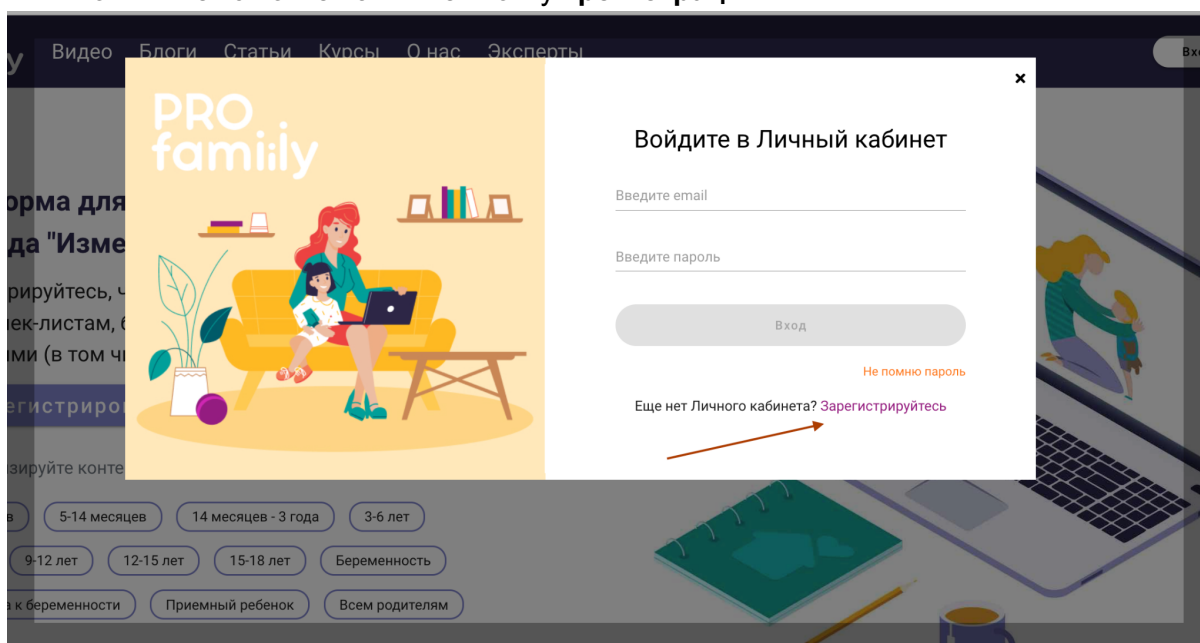 Видео Блоги Статьи Курсы О нас Эксперты
PRO
family
Войдите в Личный кабинет
Введите email
Введите пароль
Вход
Не помню пароль
Еще нет Личного кабинета? Зарегистрируйтесь
для
5-14 месяцев 14 месяцев - 3 года 3-6 лет
9-12 лет 12-15 лет 15-18 лет Беременность
к беременности Приемный ребенок Всем родителям